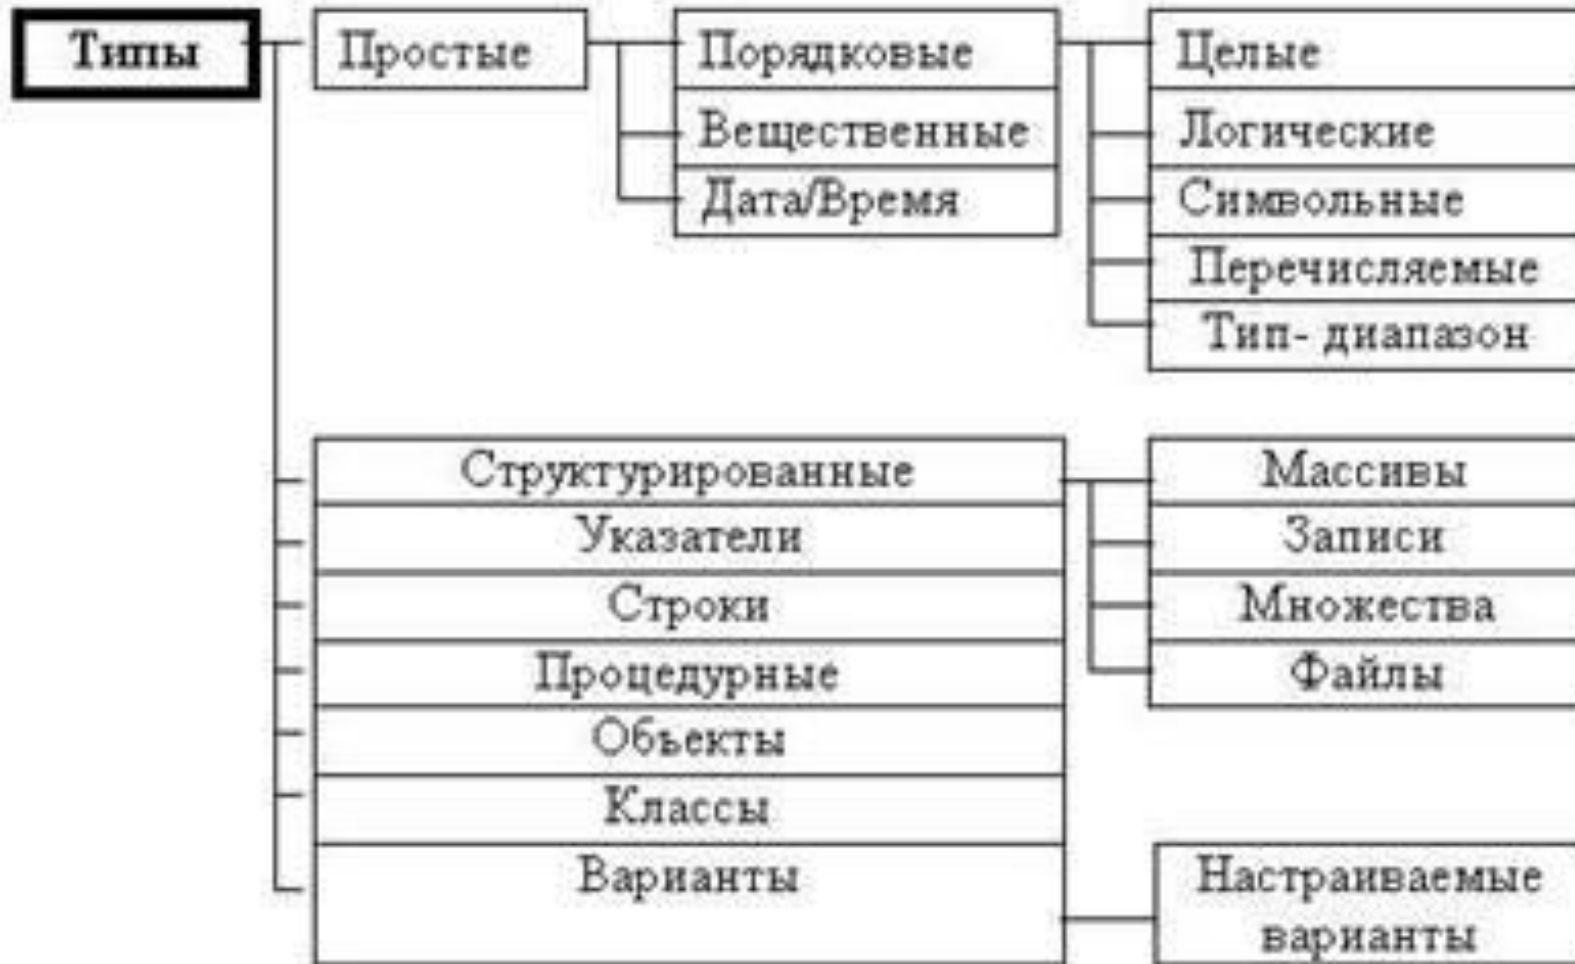 Типы
Простые
Порядковые
Целые
Вещественные
Логические
Дата/Время
Символьные
Перечисляемые
Тип- диапазон
Структурированные
Массивы
Указатели
Записи
Строки
Множества
Процедурные
Файлы
Объекты
Классы
Варианты
Настраиваемые
варианты